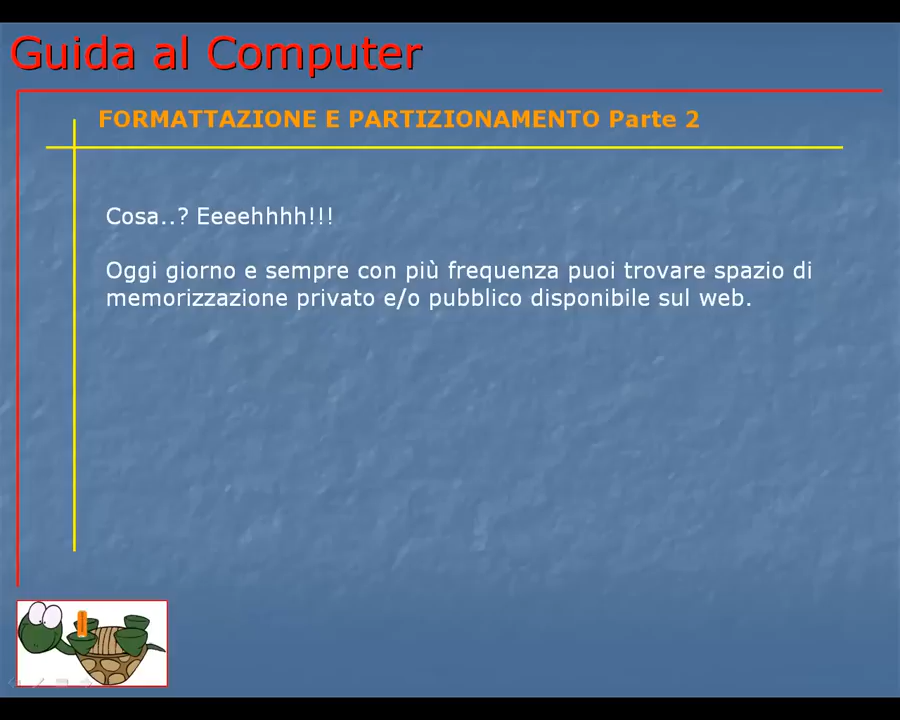 Guida al Computer
FORMATTAZIONE E PARTIZIONAMENTO Parte 2
Cosa..? Eeeehhhh!!!
Oggi giorno e sempre con più frequenza puoi trovare spazio di
memorizzazione privato e/o pubblico disponibile sul web.